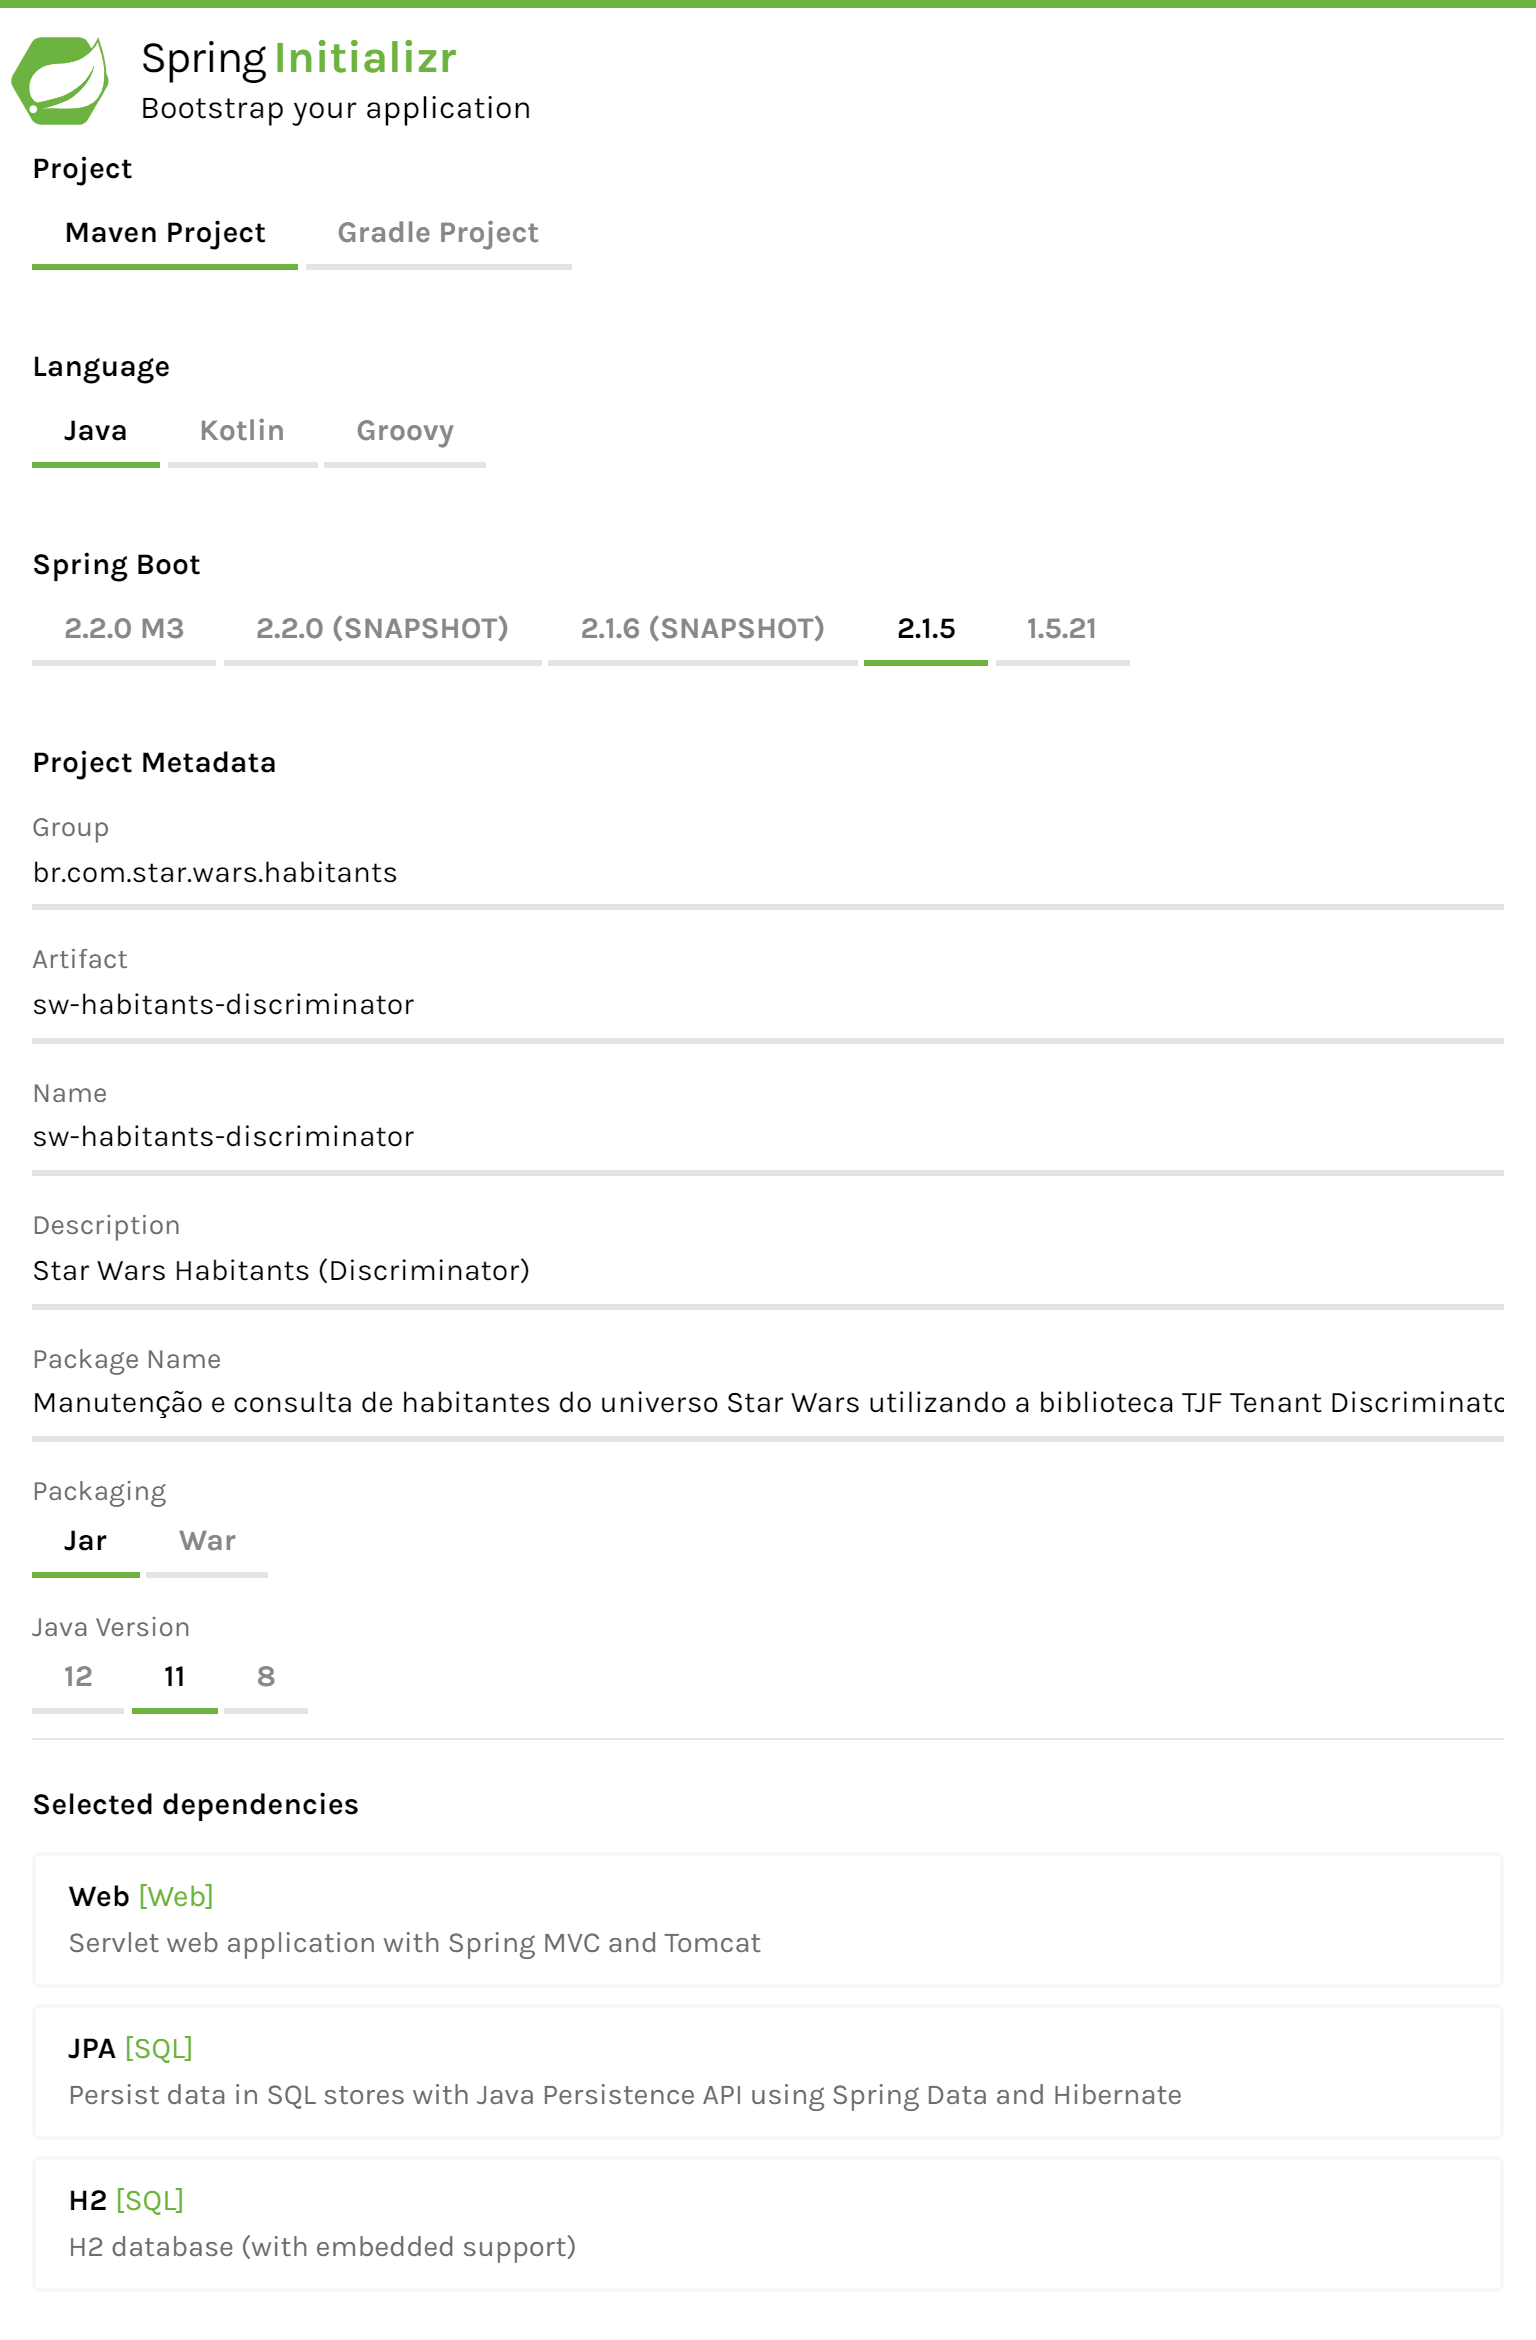 Spring Initializr
Bootstrap your application
Project
Maven Project Gradle Project
Language
Java Kotlin Groovy
Spring Boot
2.2.0 M3 2.2.0 (SNAPSHOT) 2.1.6 (SNAPSHOT) 2.1.5 1.5.21
Project Metadata
Group
br.com.star.wars.habitants
Artifact
sw-habitants-discriminator
Name
sw-habitants-discriminator
Description
Star Wars Habitants (Discriminator)
Package Name
Manutenção e consulta de habitantes do universo Star Wars utilizando a biblioteca TJF Tenant
Packaging
Jar War
Java Version
12 11 8
Selected dependencies
Web [Web]
Servlet web application with Spring MVC and Tomcat
JPA [SQL]
Persist data in SQL stores with Java Persistence API using Spring Data and Hibernate
H2 [SQL]
H2 database (with embedded support)